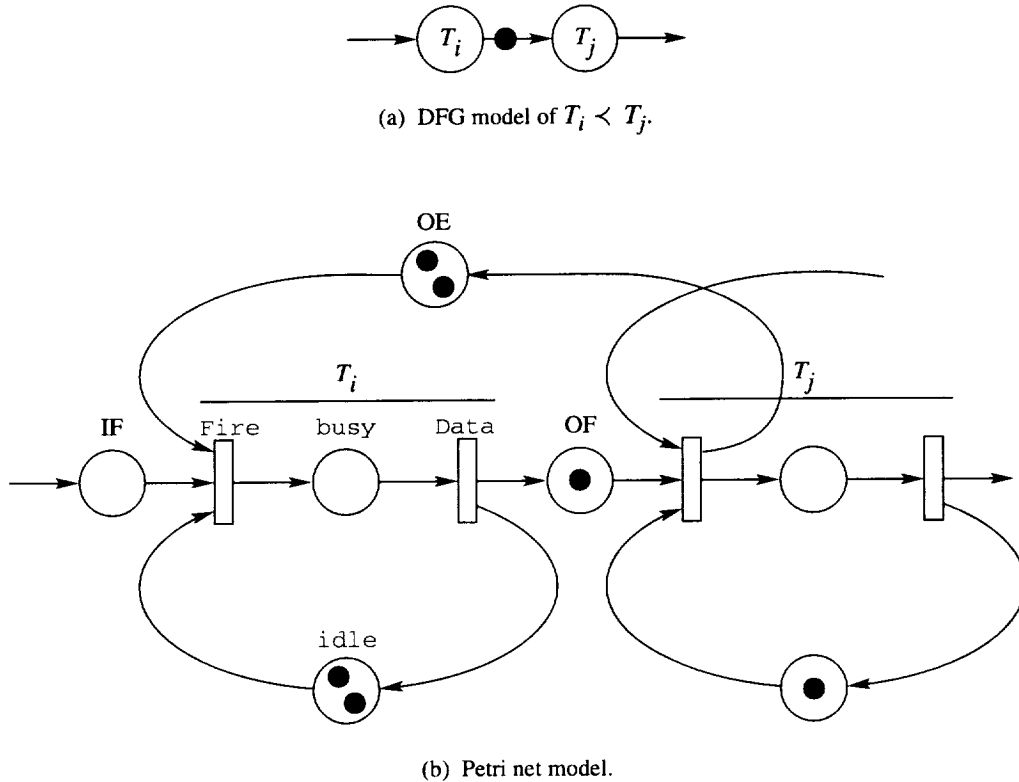 T_i T_j
(a) DFG model of T_i ≺ T_j.
OE
T_i T_j
IF Fire busy Data OF
idle
(b) Petri net model.